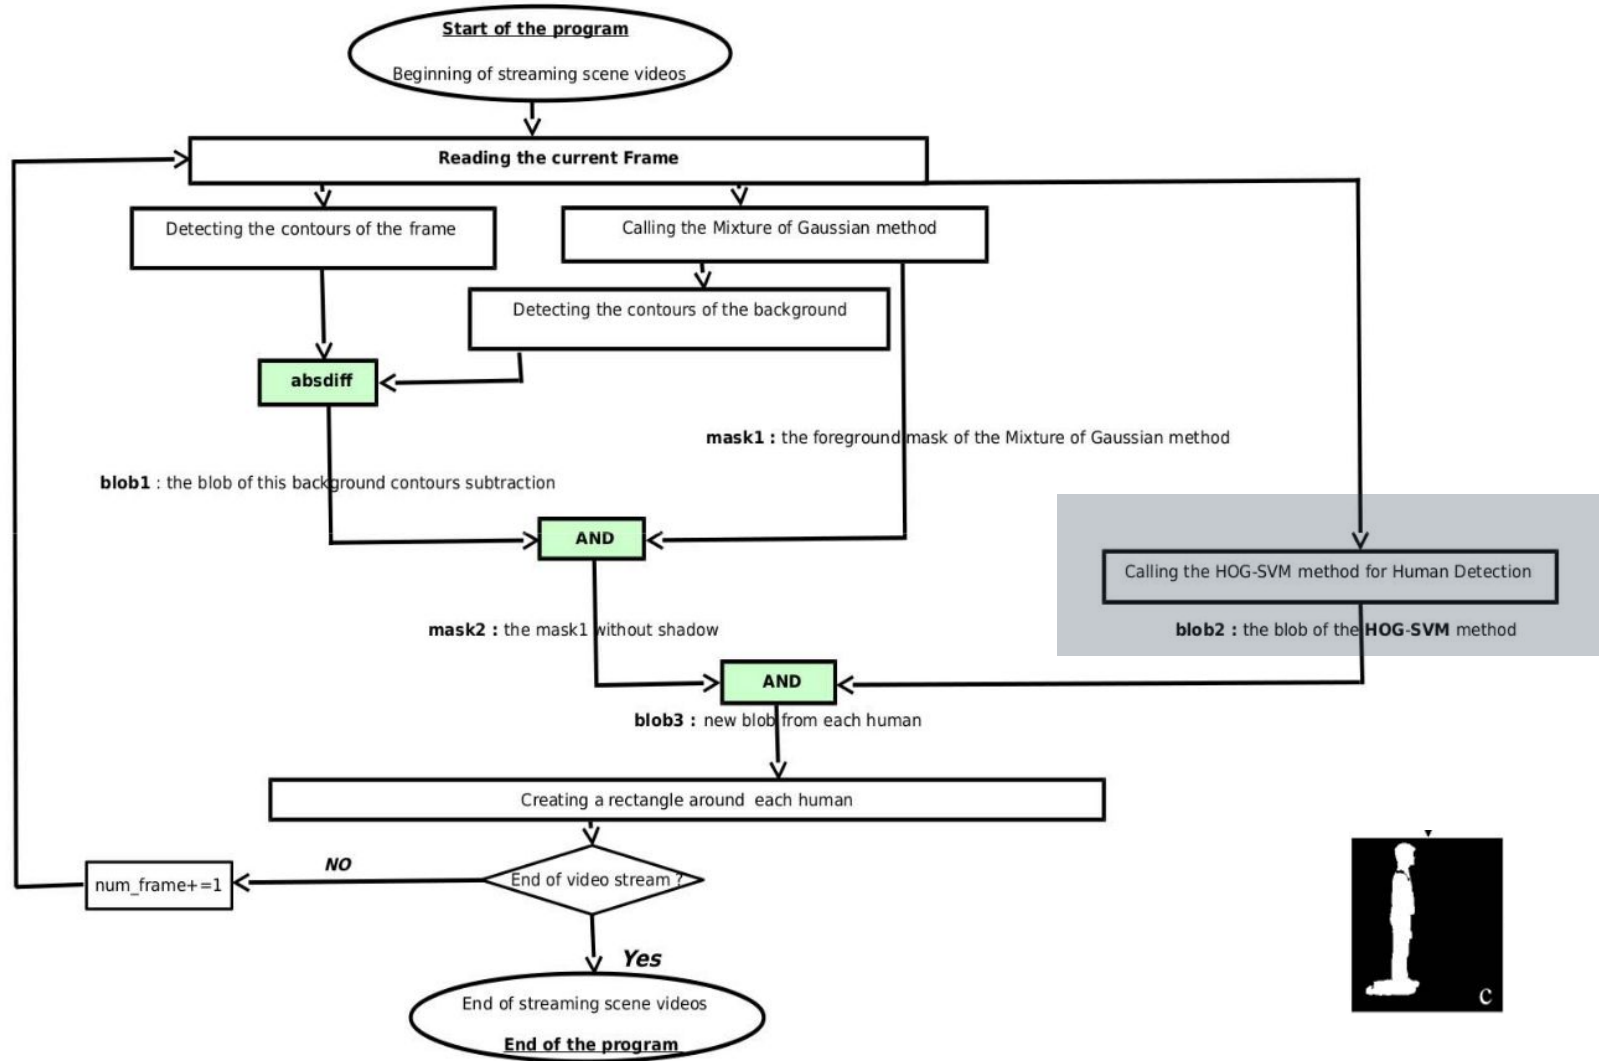 Start of the program
Beginning of streaming scene videos
Reading the current Frame
Detecting the contours of the frame
Calling the Mixture of Gaussian method
Detecting the contours of the background
absdiff
mask1 : the foreground mask of the Mixture of Gaussian method
blob1 : the blob of this background contours subtraction
AND
Calling the HOG-SVM method for Human Detection
mask2 : the mask1 without shadow
blob2 : the blob of the HOG-SVM method
AND
blob3 : new blob from each human
Creating a rectangle around each human
NO
End of video stream ?
num_frame+=1
Yes
End of streaming scene videos
End of the program
c